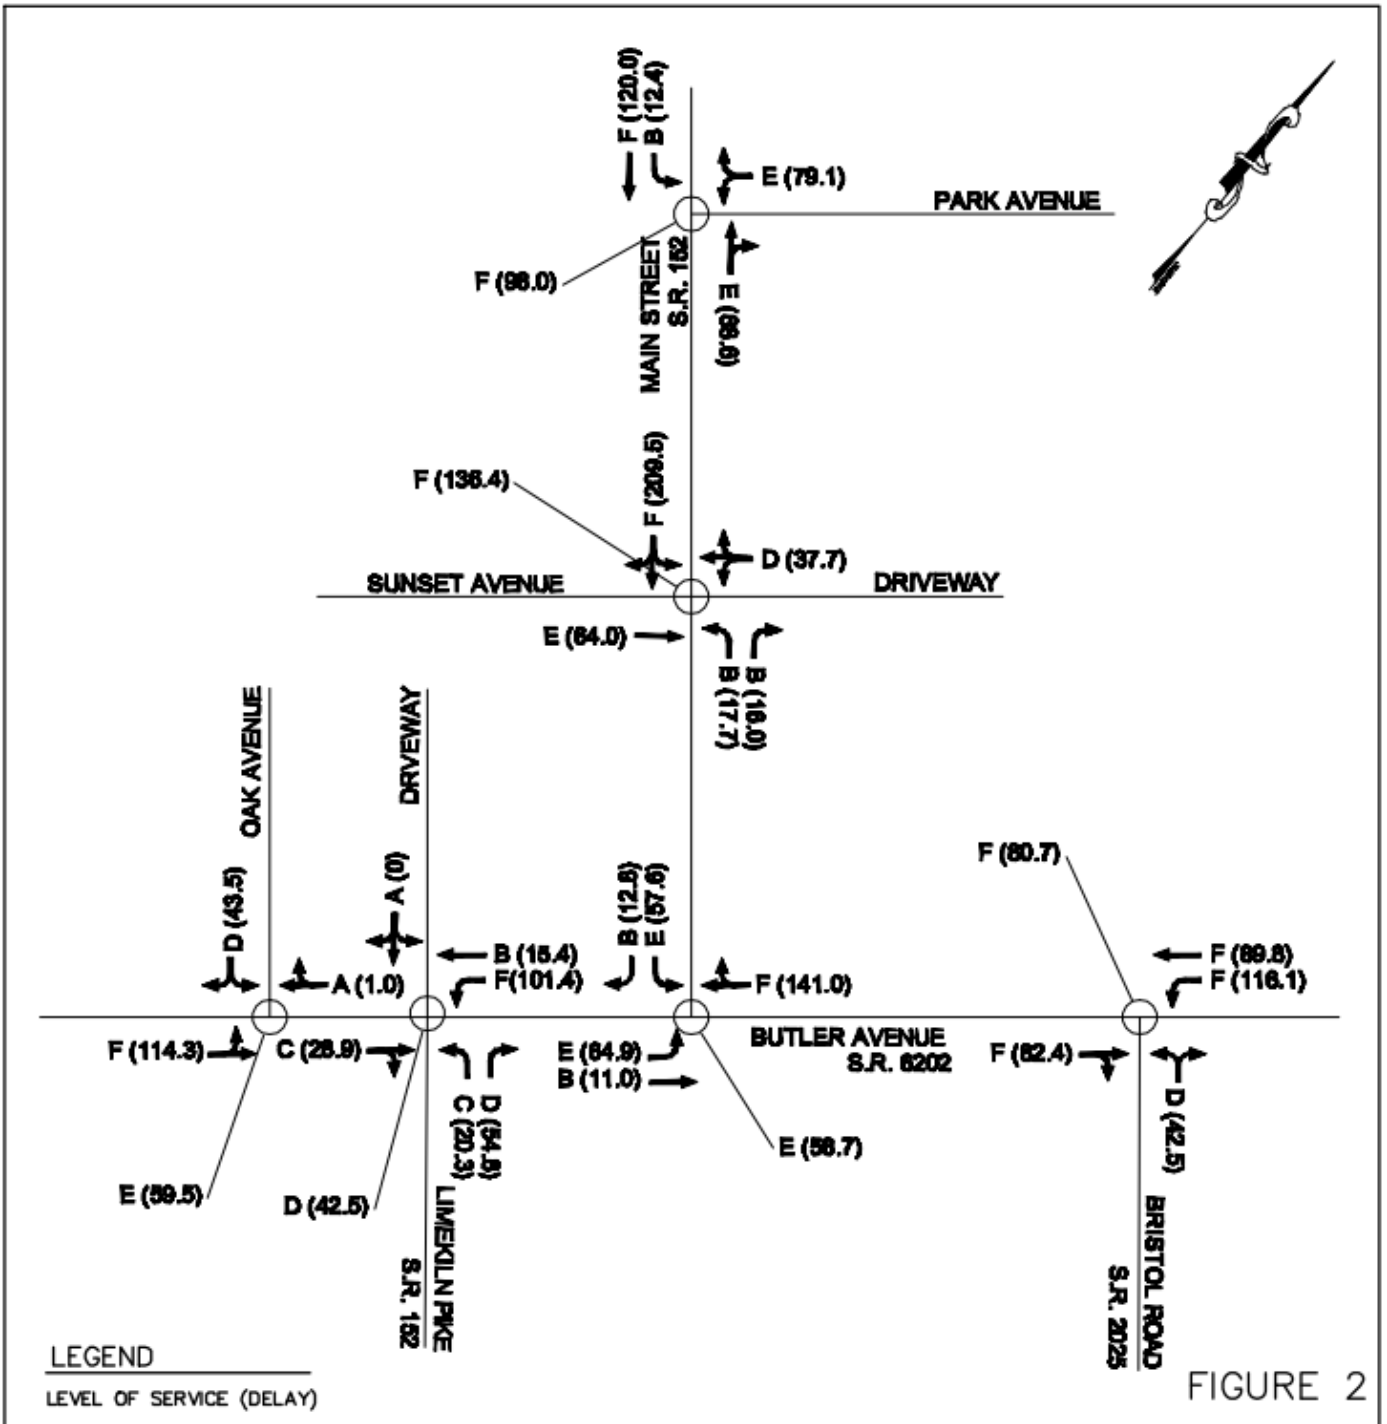 F (120.0)
B (12.4)
E (79.1)
PARK AVENUE
F (98.0)
MAIN STREET
S.R. 152
F (209.5)
F (136.4)
D (37.7)
SUNSET AVENUE
DRIVEWAY
E (64.0)
B (17.7)
B (16.0)
OAK AVENUE
DRVEWAY
D (43.5)
A (0)
B (12.6)
E (57.6)
F (80.7)
B (15.4)
F (89.8)
A (1.0)
F(101.4)
F (141.0)
F (116.1)
F (114.3)
C (28.9)
E (64.9)
B (11.0)
BUTLER AVENUE
S.R. 6202
F (82.4)
C (20.3)
D (54.8)
D (42.5)
E (58.7)
E (59.5)
D (42.5)
LIMEKILN PIKE
S.R. 152
BRISTOL ROAD
S.R. 2025
LEGEND
LEVEL OF SERVICE (DELAY)
FIGURE 2